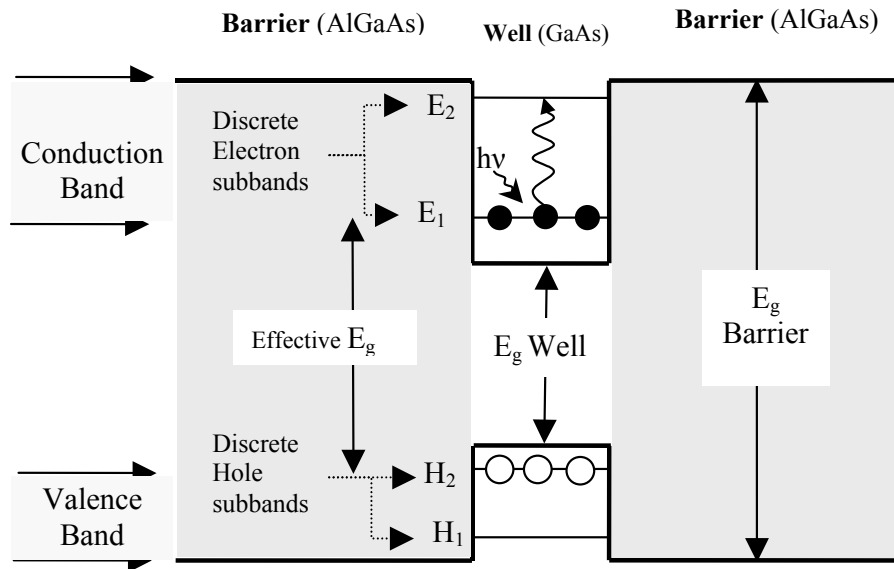 Barrier (AlGaAs)
Well (GaAs)
Barrier (AlGaAs)
Conduction
Band
Discrete
Electron
subbands
E2
E1
hν
Effective Eg
Eg Well
Eg
Barrier
Valence
Band
Discrete
Hole
subbands
H2
H1